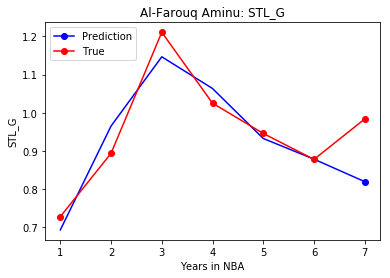 Al-Farouq Aminu: STL_G
Prediction
True
1.2
1.1
1.0
0.9
0.8
0.7
STL_G
1 2 3 4 5 6 7
Years in NBA